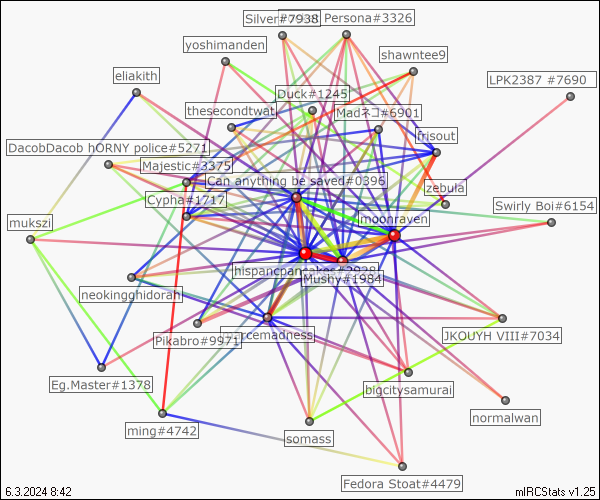 Silver#7938
Persona#3326
yoshimanden
shawntee9
eliakith
LPK2387 #7690
Duck#1245
thesecondtwat
Madネコ#6901
frisout
DacobDacob hORNY police#5271
Majestic#3375
Can anything be saved#0396
zebula
Cypha#1717
Swirly Boi#6154
mukszi
moonraven
hispancpancakes#2928
Mushy#1984
neokingghidorah
Pikabro#9971
rcemadness
JKOUYH VIII#7034
Eg.Master#1378
bigcitysamurai
normalwan
ming#4742
somass
Fedora Stoat#4479
6.3.2024 8:42
mIRCStats v1.25